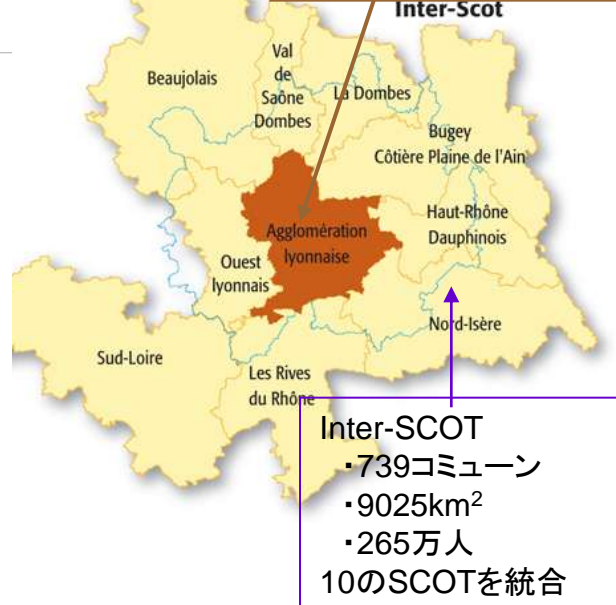 Inter-Scot
Beaujolais
Val
de
Saône
Dombes
La Dombes
Bugey
Côtière Plaine de l'Ain
Haut-Rhône
Dauphinois
Agglomération
lyonnaise
Ouest
lyonnais
Nord-Isère
Sud-Loire
Les Rives
du Rhône
Inter-SCOT
・739コミューン
・9025km²
・265万人
10のSCOTを統合